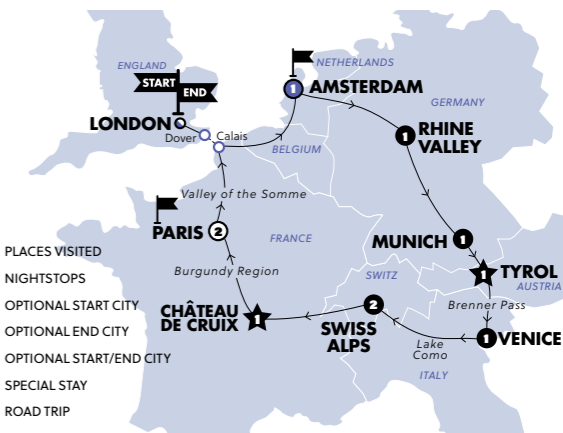 ENGLAND
NETHERLANDS
START
END
1
AMSTERDAM
GERMANY
LONDON
Dover
Calais
1
RHINE
VALLEY
BELGIUM
Valley of the Somme
PARIS
2
FRANCE
MUNICH
1
PLACES VISITED
Burgundy Region
SWITZ
1
TYROL
NIGHTSTOPS
AUSTRIA
OPTIONAL START CITY
CHÂTEAU
DE CRUIX
1
2
Brenner Pass
OPTIONAL END CITY
SWISS
ALPS
Lake
Como
1
VENICE
OPTIONAL START/END CITY
ITALY
SPECIAL STAY
ROAD TRIP